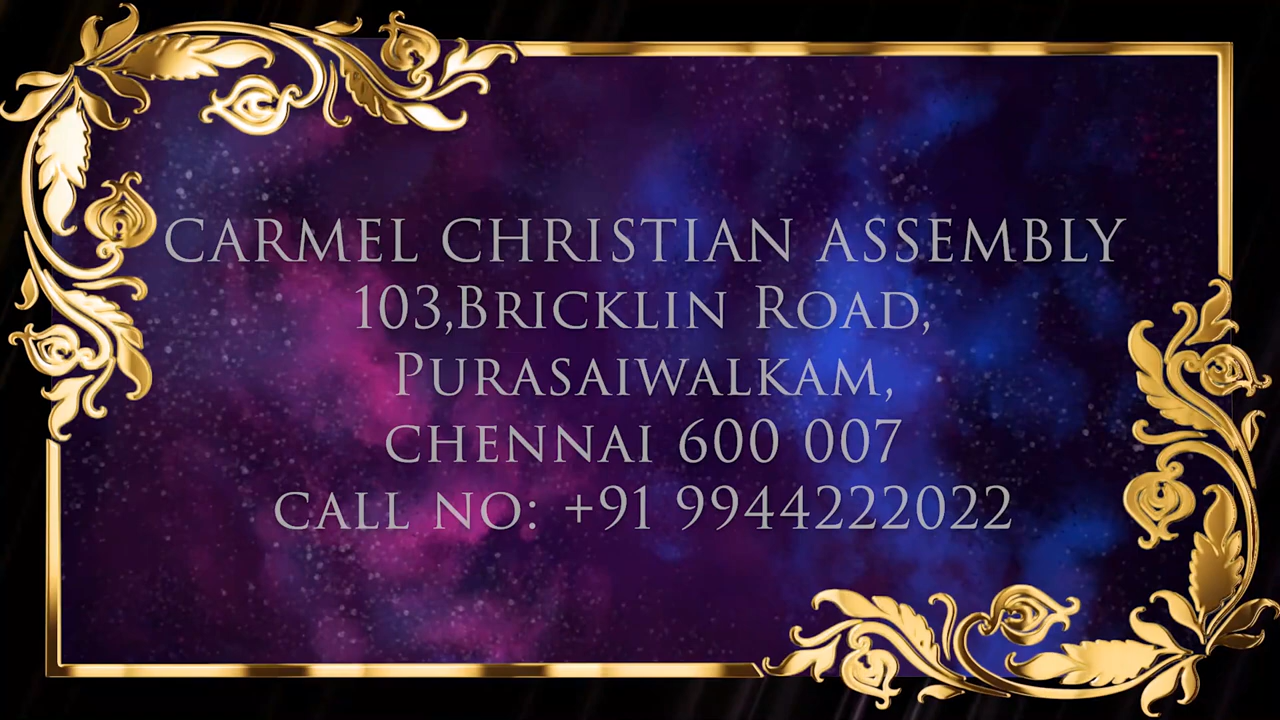 CARMEL CHRISTIAN ASSEMBLY
103,BRICKLIN ROAD,
PURASAIWALKAM,
CHENNAI 600 007
CALL NO: +91 9944222022